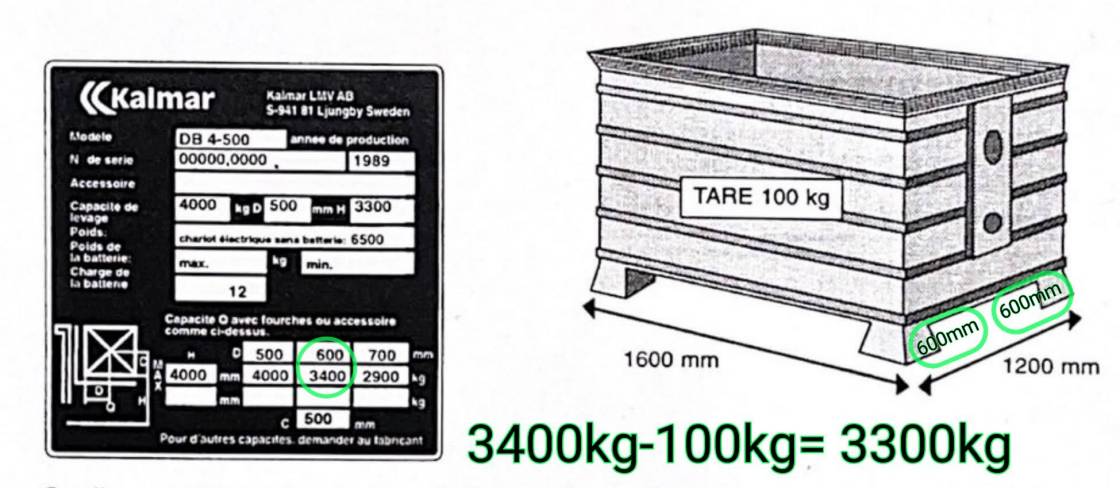 Kalmar
Kalmar LMV AB
S-941 81 Ljungby Sweden
Modele DB 4-500 annee de production
N de serie 00000,0000 1989
Accessoire
Capacite de levage 4000 kg D 500 mm H 3300
Poids: chariot électrique sans batterie: 6500
Poids de la batterie: max. kg min.
Charge de la batterie 12
Capacite Q avec fourches ou accessoire
comme ci-dessus.
H D 500 600 700 mm
MAX 4000 mm 4000 3400 2900 kg
mm kg
C 500 mm
Pour d'autres capacites, demander au fabricant
C
D
Q
H
TARE 100 kg
600mm
600mm
1600 mm
1200 mm
3400kg-100kg= 3300kg